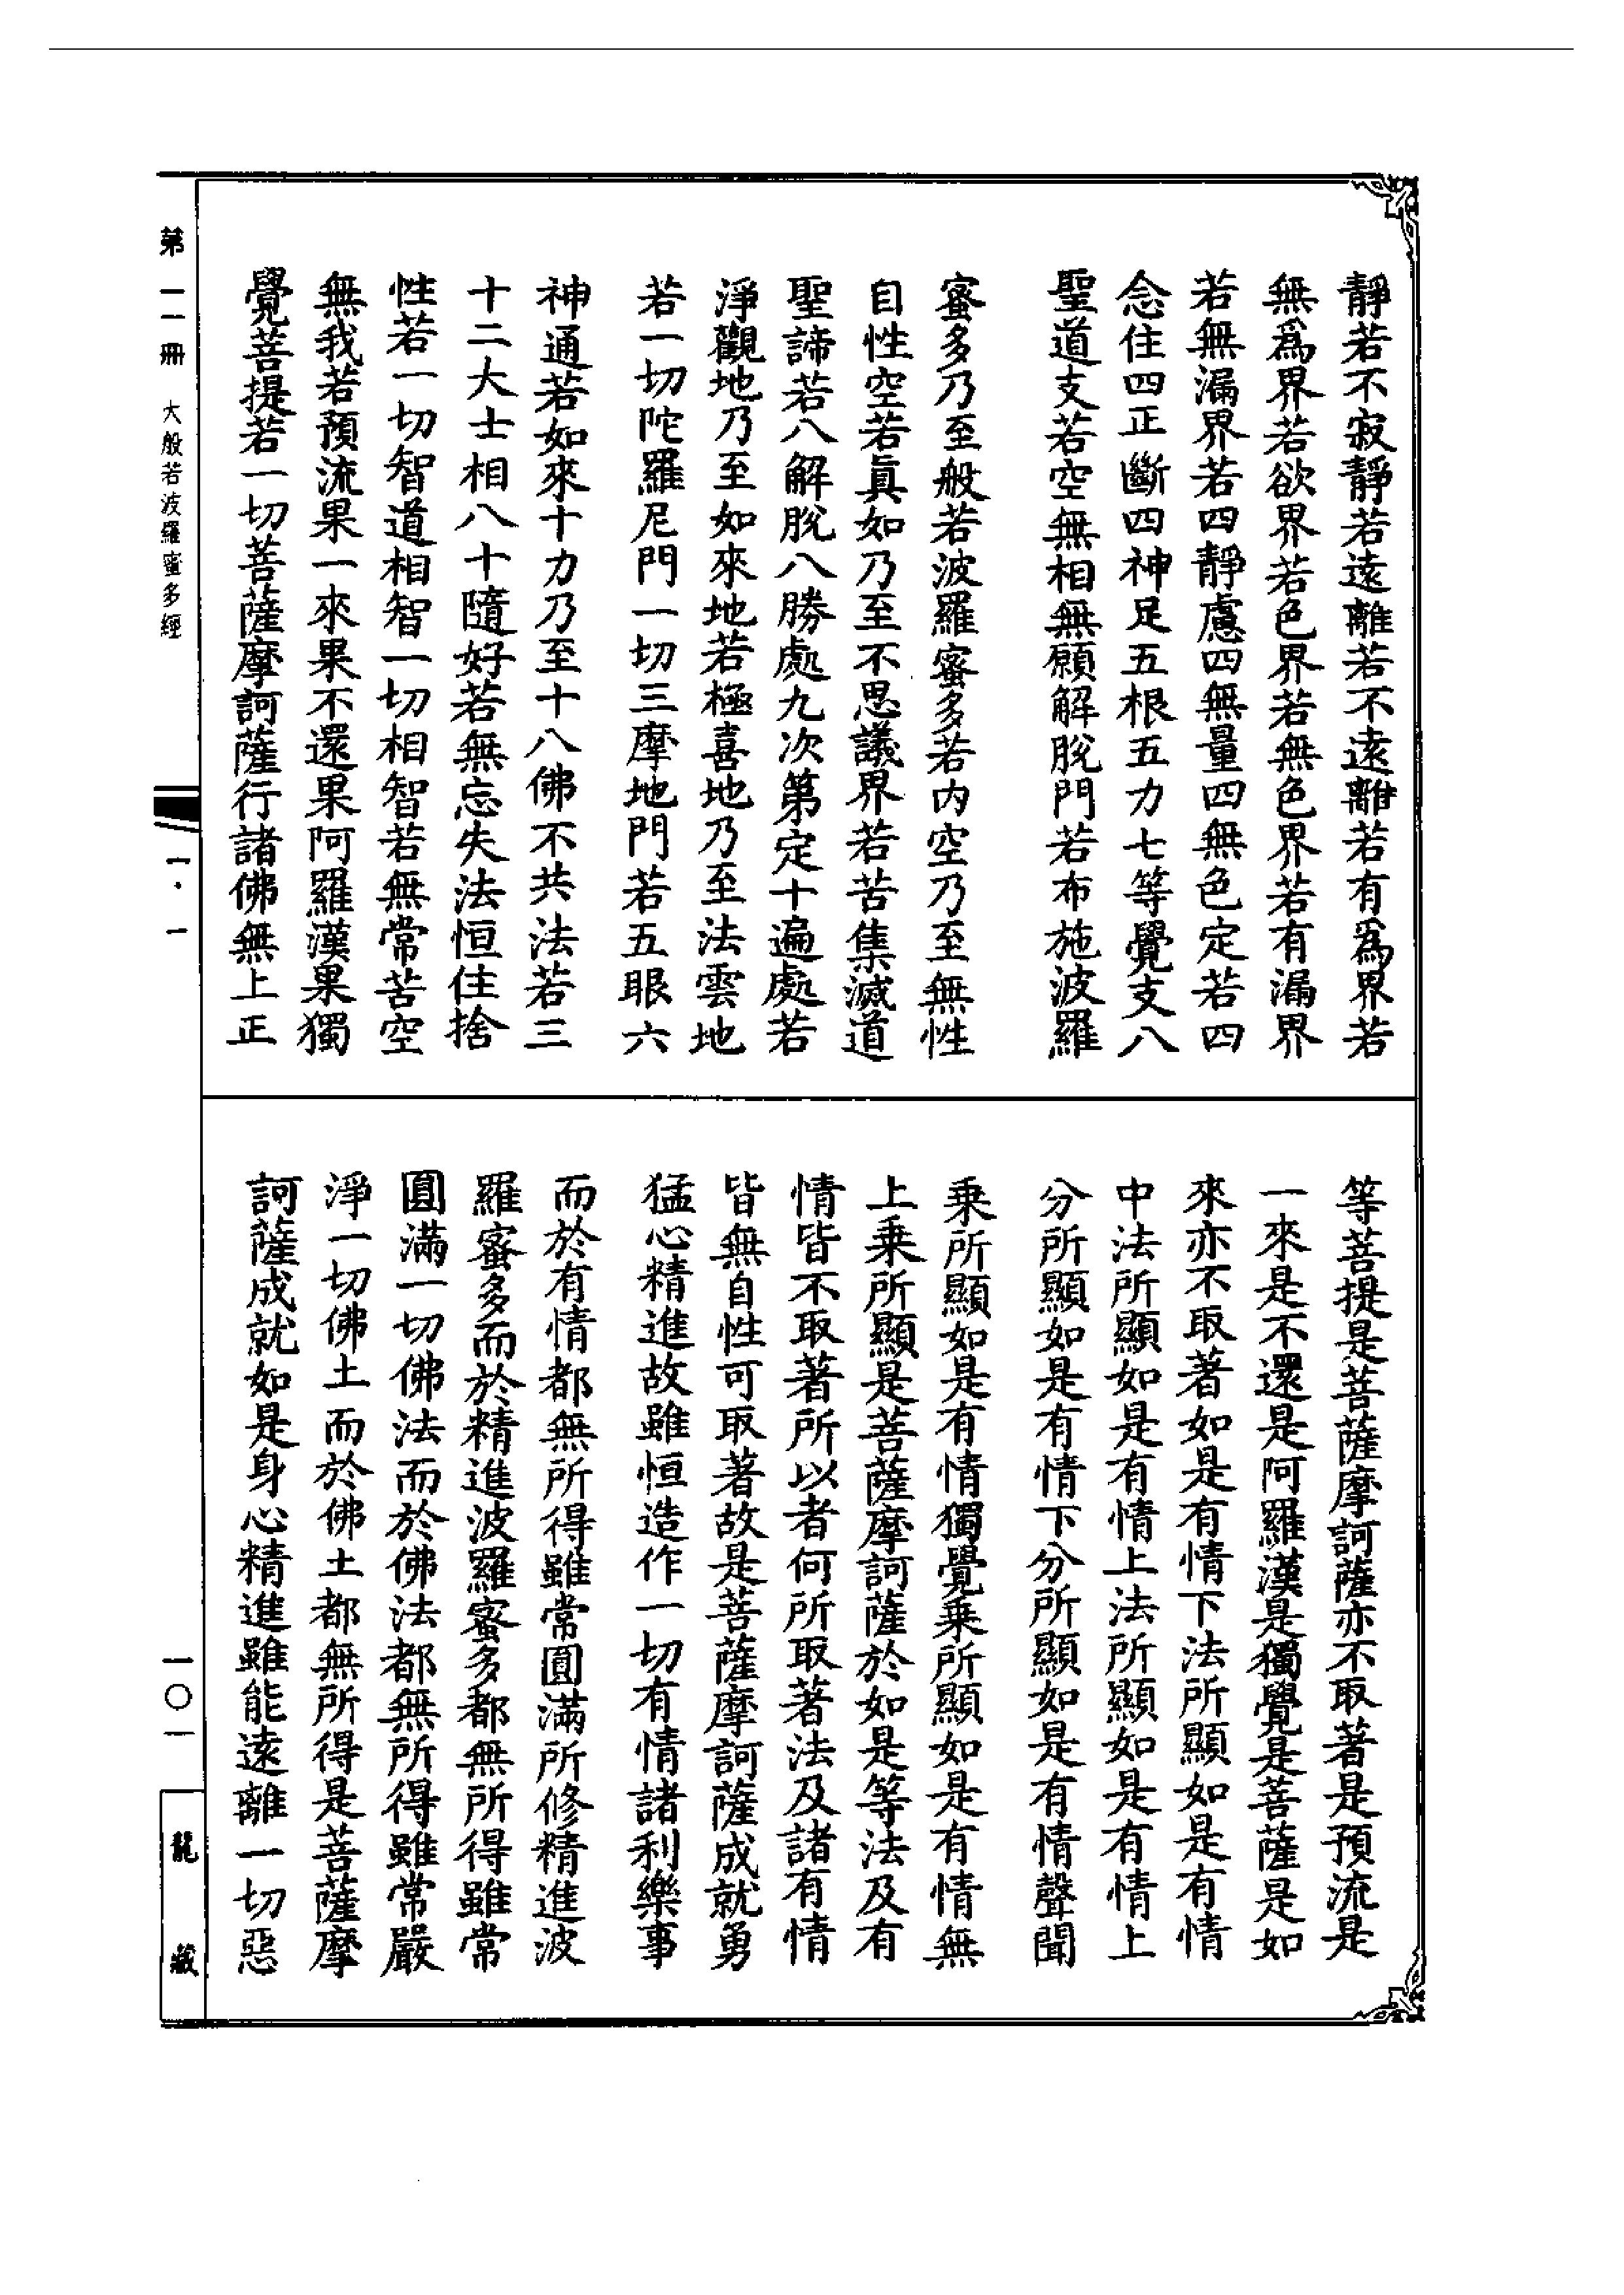 靜若不寂靜若遠離若不遠離若有爲界若
無爲界若欲界若色界若無色界若有漏界
若無漏界若四靜慮四無量四無色定若四
念住四正斷四神足五根五力七等覺支八
聖道支若空無相無願解脫門若布施波羅
蜜多乃至般若波羅蜜多若內空乃至無性
自性空若眞如乃至不思議界若苦集滅道
聖諦若八解脫八勝處九次第定十遍處若
淨觀地乃至如來地若極喜地乃至法雲地
若一切陀羅尼門一切三摩地門若五眼六
神通若如來十力乃至十八佛不共法若三
十二大士相八十隨好若無忘失法恒住捨
性若一切智道相智一切相智若無常苦空
無我若預流果一來果不還果阿羅漢果獨
覺菩提若一切菩薩摩訶薩行諸佛無上正
等菩提是菩薩摩訶薩亦不取著是預流是
一來是不還是阿羅漢是獨覺是菩薩是如
來亦不取著如是有情下法所顯如是有情
中法所顯如是有情上法所顯如是有情上
分所顯如是有情下分所顯如是有情聲聞
乘所顯如是有情獨覺乘所顯如是有情無
上乘所顯是菩薩摩訶薩於如是等法及有
情皆不取著所以者何所取著法及諸有情
皆無自性可取著故是菩薩摩訶薩成就勇
猛心精進故雖恒造作一切有情諸利樂事
而於有情都無所得雖常圓滿所修精進波
羅蜜多而於精進波羅蜜多都無所得雖常
圓滿一切佛法而於佛法都無所得雖常嚴
淨一切佛土而於佛土都無所得是菩薩摩
訶薩成就如是身心精進雖能遠離一切惡
第一一冊 大般若波羅蜜多經
一·一
一〇一
龍藏